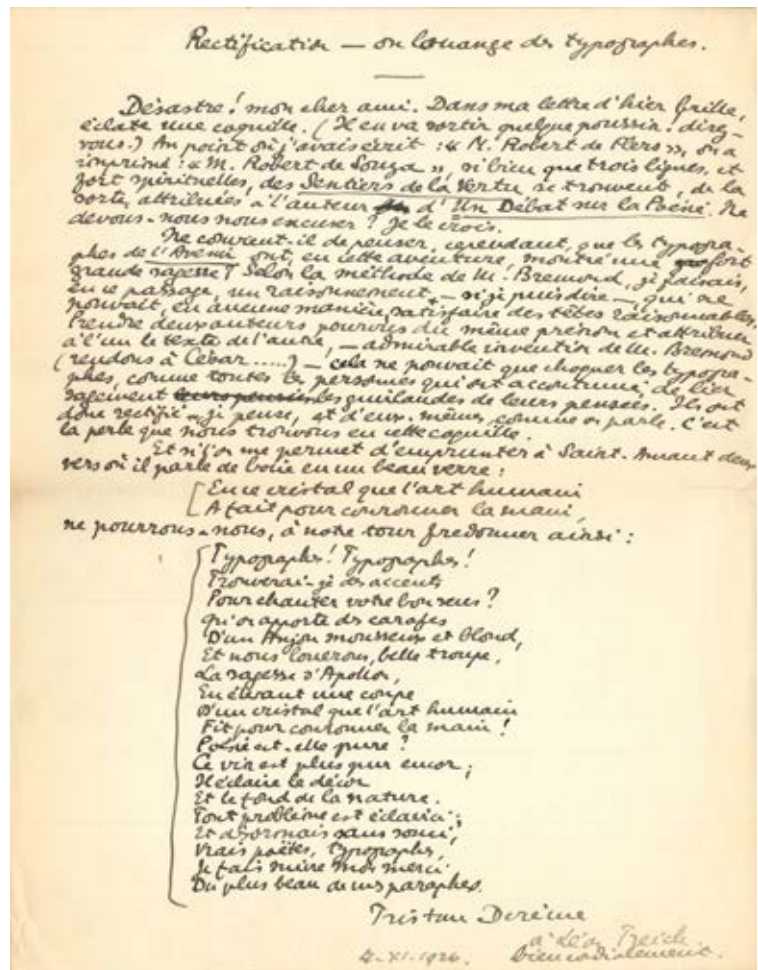 Rectification — ou louange des typographes.
Désastre ! mon cher ami. Dans ma lettre d'hier brille,
éclate une coquille. (Il en va sortir quelque poussin ! direz-
vous.) Au point où j'avais écrit : « M. Robert de Flers », on a
imprimé : « M. Robert de Souza », si bien que trois lignes, et
fort spirituelles, des Sentiers de la Vertu se trouvent, de la
sorte, attribuées à l'auteur d'Un Débat sur la Poésie. Ne
devons-nous nous excuser ? Je le crois.
Ne convient-il de penser, cependant, que les typogra-
phes de l'Avenir ont, en cette aventure, montré une fort
grande sagesse ? Selon la méthode de M. Bremond, je faisais,
en ce passage, un raisonnement — si je puis dire —, qui ne
pouvait, en aucune manière, satisfaire des têtes raisonnables.
Prendre deux auteurs pourvus du même prénom et attribuer
à l'un le texte de l'autre, — admirable invention de M. Bremond
(rendons à César .....) — cela ne pouvait que choquer les typogra-
phes, comme toutes les personnes qui ont accoutumé de lier
sagement les guirlandes de leurs pensées. Ils ont
donc rectifié, je pense, et d'eux-mêmes, comme on parle. C'est
la perle que nous trouvons en cette coquille.
Et si l'on me permet d'emprunter à Saint-Amant deux
vers où il parle de boire en un beau verre :
En ce cristal que l'art humain
A fait pour couronner la main,
ne pourrons-nous, à notre tour fredonner ainsi :
Typographes ! Typographes !
Trouverai-je des accents
Pour chanter votre bon sens ?
Qu'on apporte des carafes
D'un Anjou mousseux et blond,
Et nous louerons, belle troupe,
La sagesse d'Apollon,
En élevant une coupe
D'un cristal que l'art humain
Fit pour couronner la main !
Poésie est-elle pure ?
Ce vin est plus pur encor ;
Il éclaire le décor
Et le fond de la nature.
Tout problème est éclairci ;
Et désormais sans souci,
Vrais poëtes, typographes,
Je fais suivre mon merci
Du plus beau de mes paraphes.
Tristan Derème
4-XI-1926.
à Léon Treich
bien cordialement.